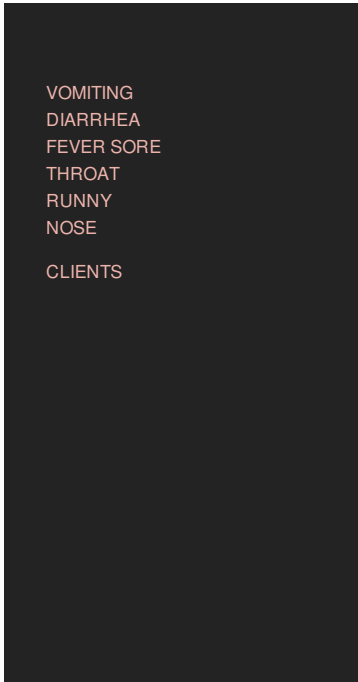 VOMITING
DIARRHEA
FEVER SORE
THROAT
RUNNY
NOSE
CLIENTS